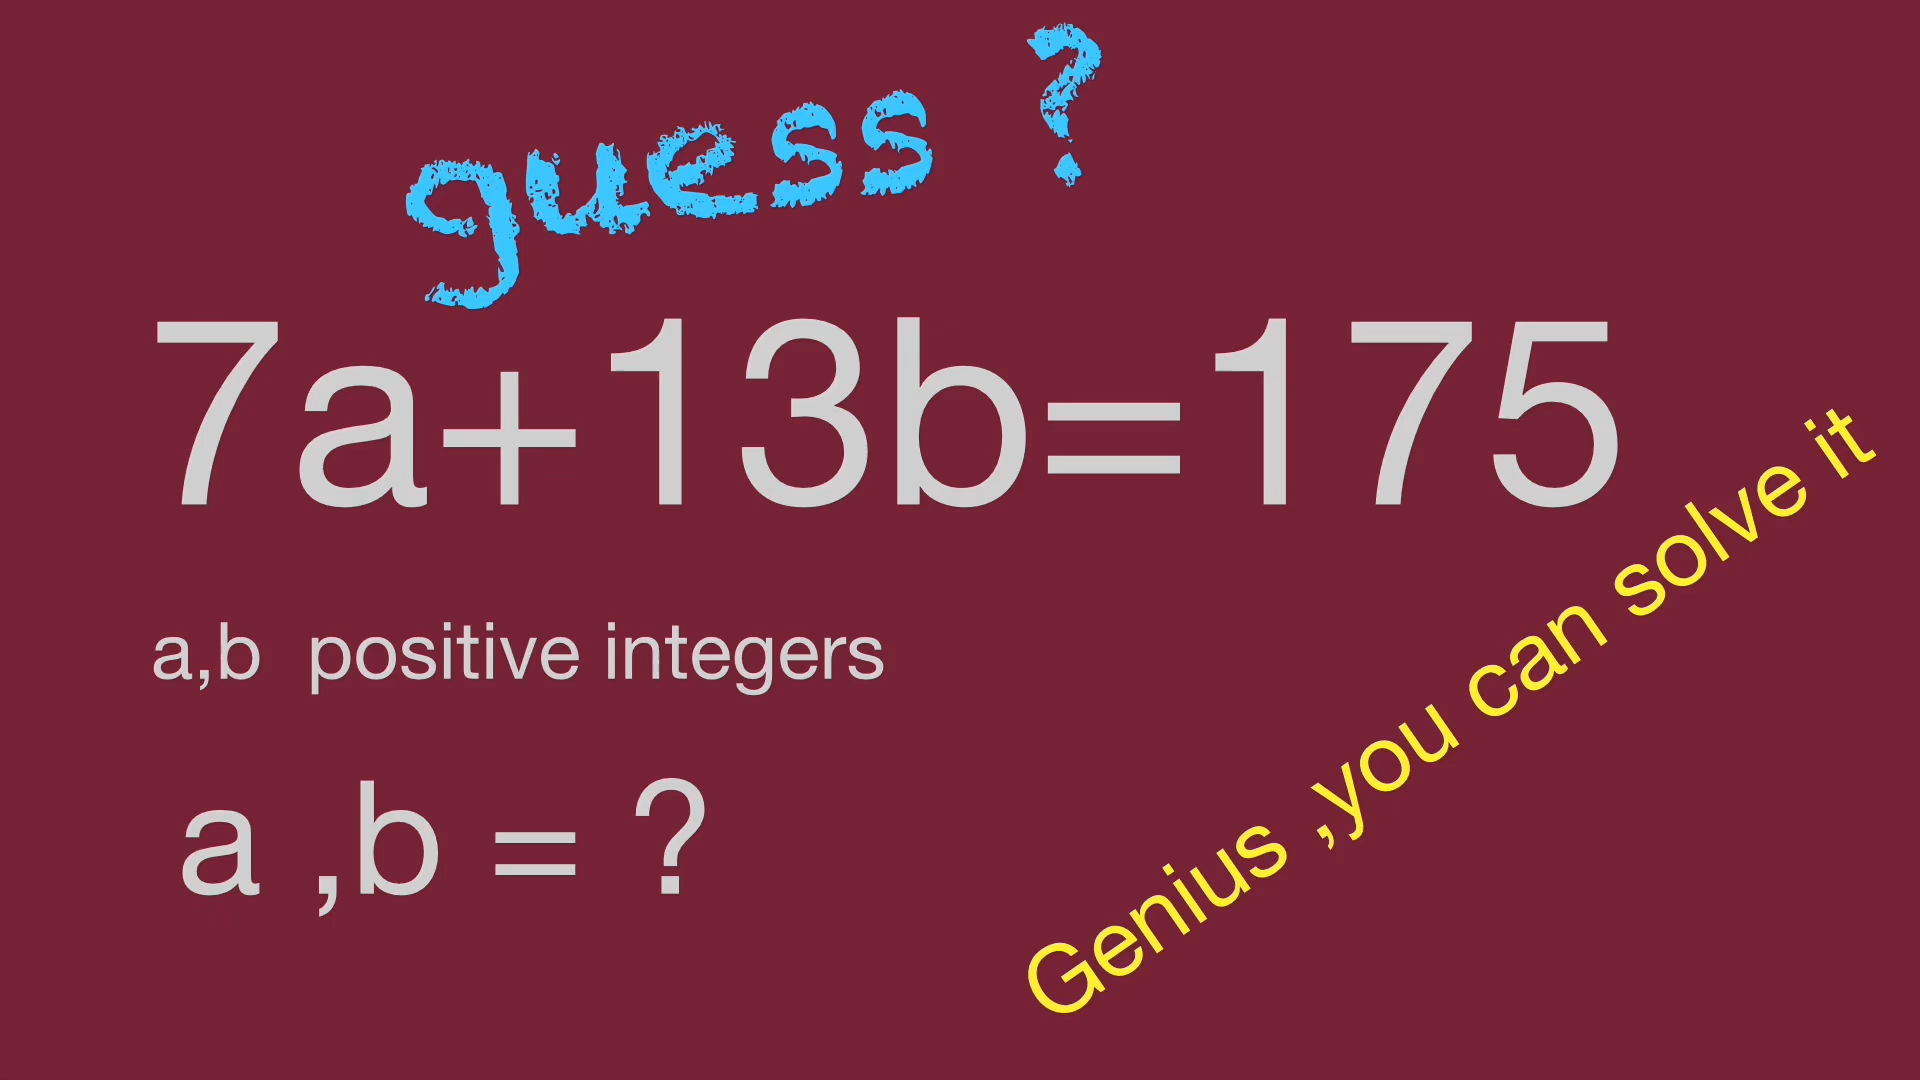 guess ?
7a+13b=175
a,b  positive integers
a ,b = ?
Genius ,you can solve it